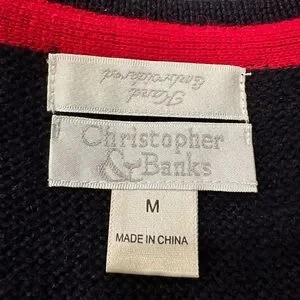 Hand
Embroidered
Christopher
& Banks
M
MADE IN CHINA